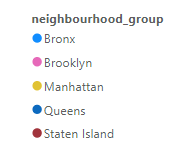 neighbourhood_group
Bronx
Brooklyn
Manhattan
Queens
Staten Island